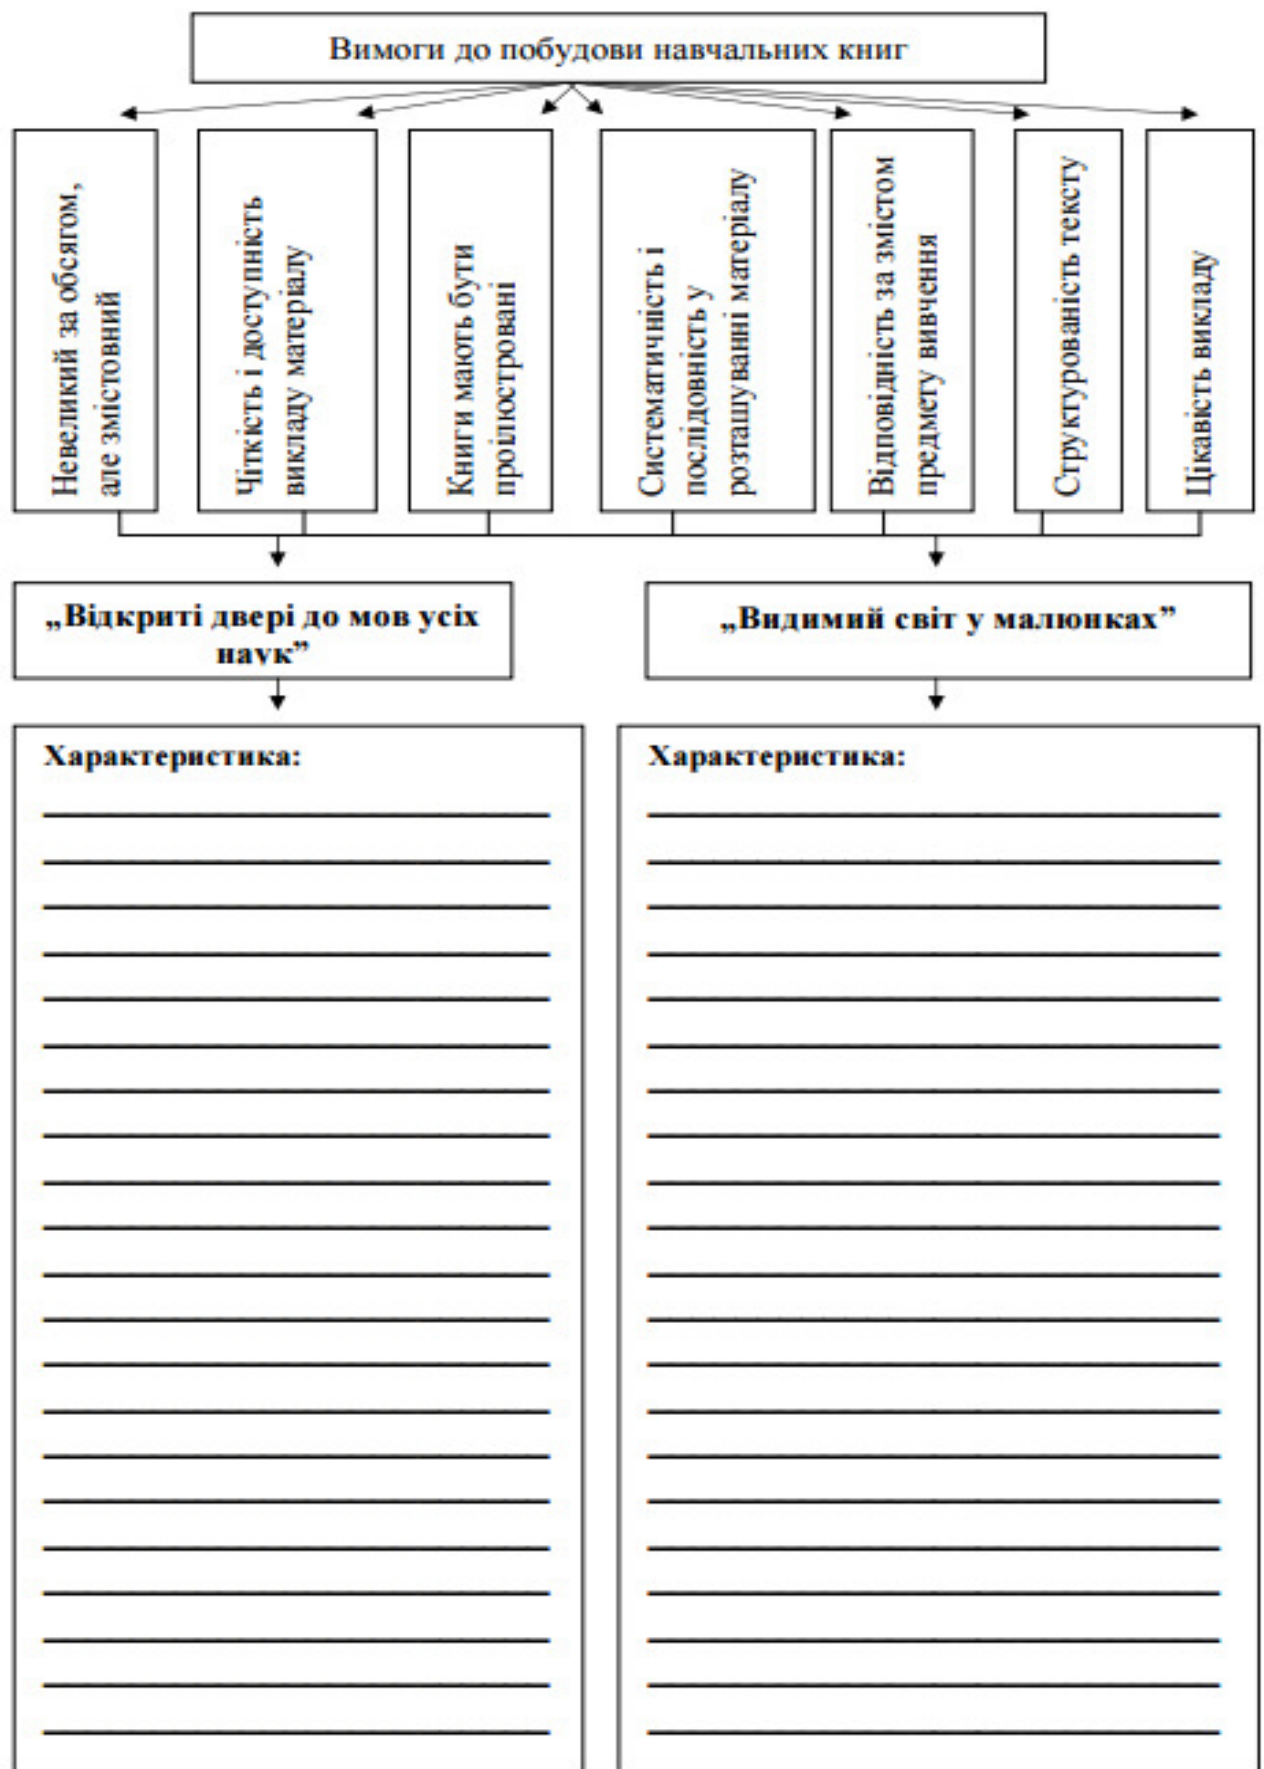 Вимоги до побудови навчальних книг
Невеликий за обсягом,
але змістовний
Чіткість і доступність
викладу матеріалу
Книги мають бути
проілюстровані
Систематичність і
послідовність у
розташуванні матеріалу
Відповідність за змістом
предмету вивчення
Структурованість тексту
Цікавість викладу
„Відкриті двері до мов усіх
наук”
„Видимий світ у малюнках”
Характеристика:
Характеристика: